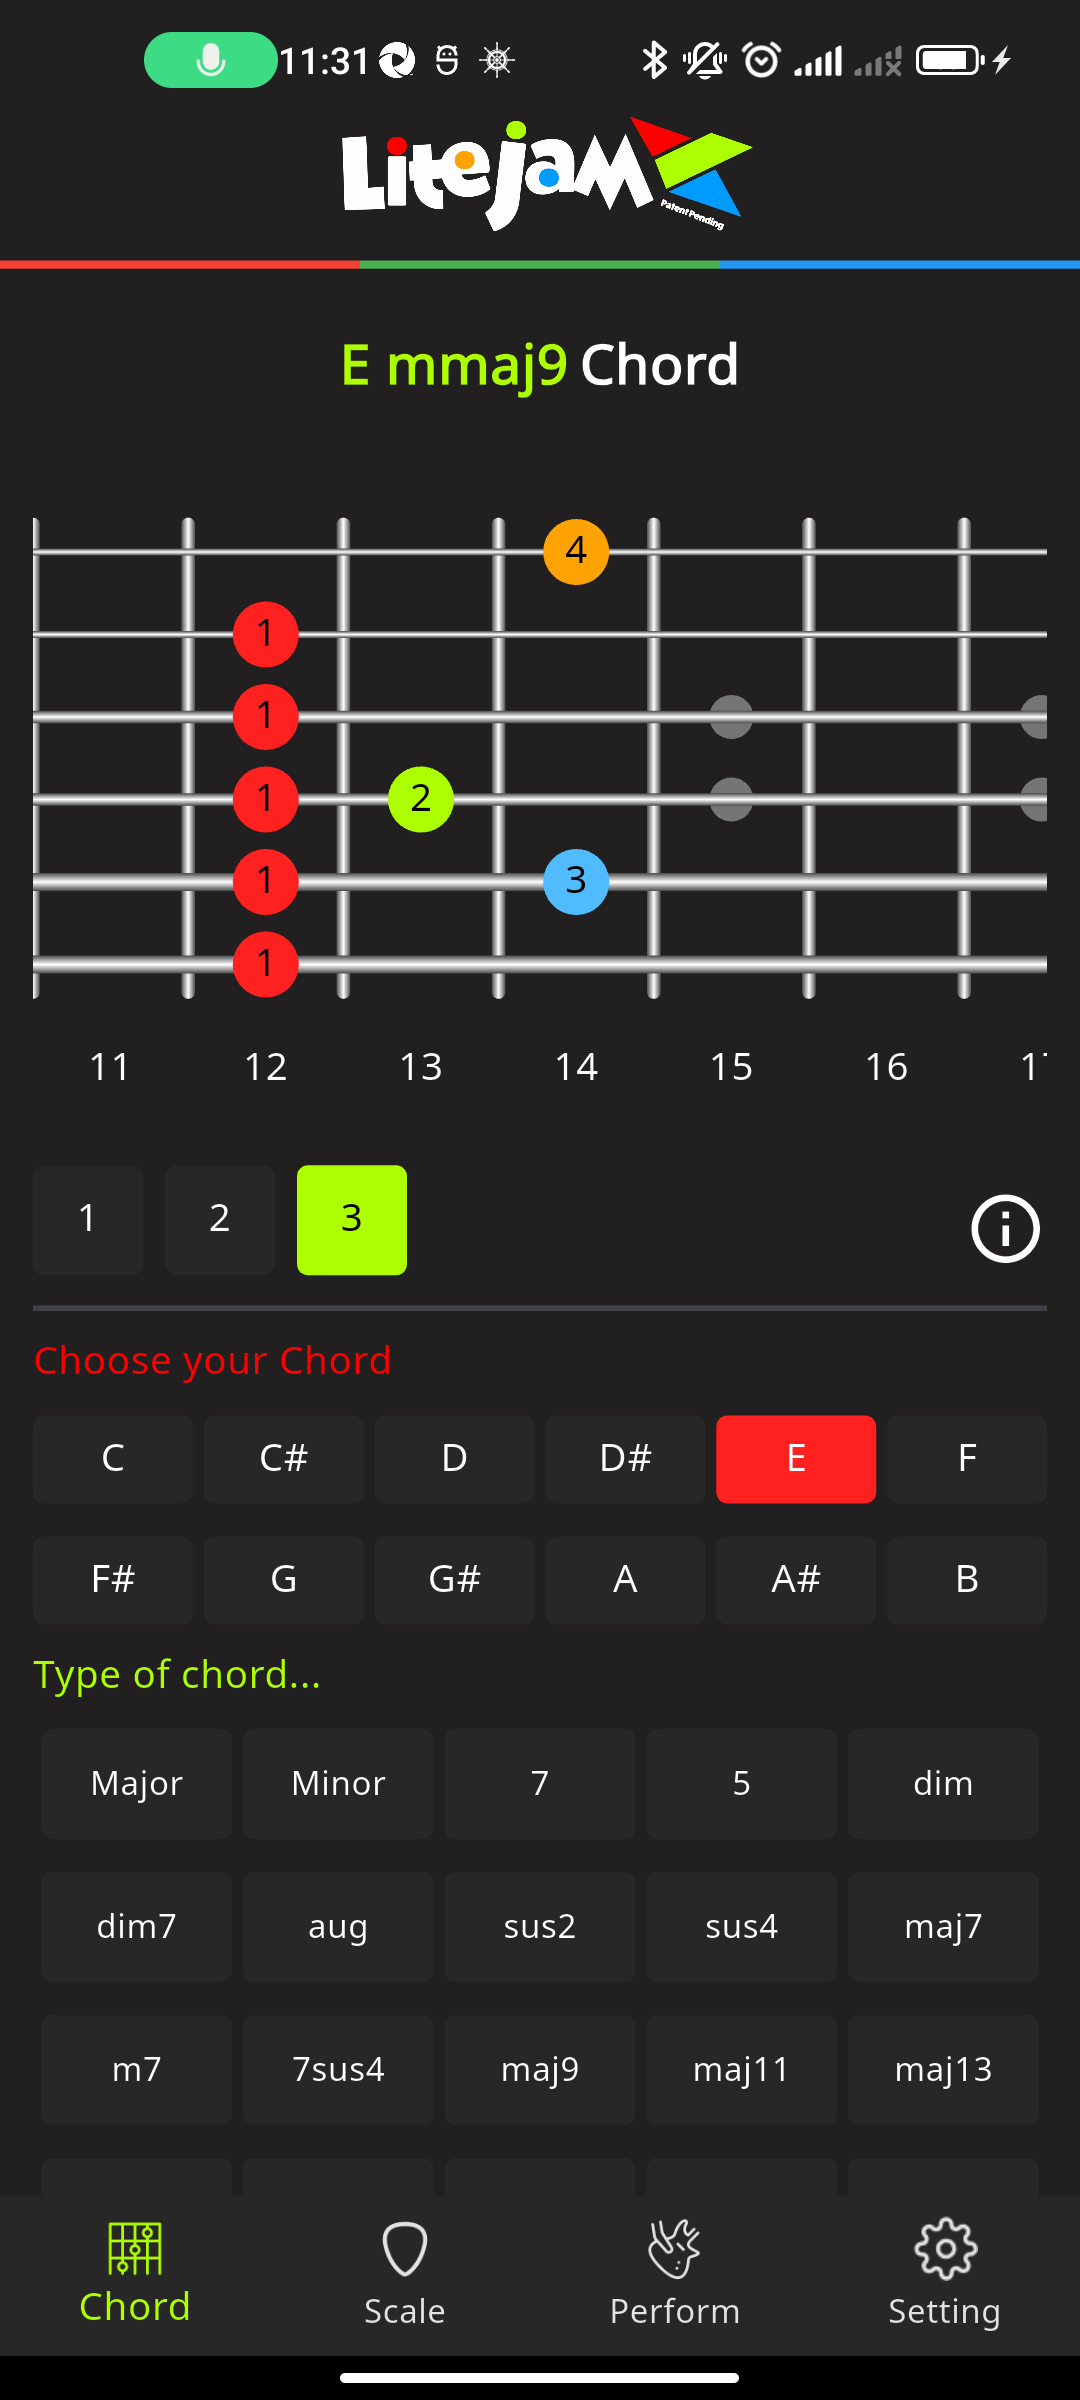 11:31
Litejam
Patent Pending
E mmaj9 Chord
4
1
1
1 2
1 3
1
11 12 13 14 15 16
1 2 3
Choose your Chord
C C# D D# E F
F# G G# A A# B
Type of chord...
Major Minor 7 5 dim
dim7 aug sus2 sus4 maj7
m7 7sus4 maj9 maj11 maj13
Chord Scale Perform Setting